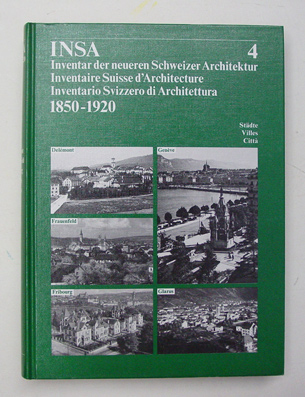 INSA 4
Inventar der neueren Schweizer Architektur
Inventaire Suisse d'Architecture
Inventario Svizzero di Architettura
1850-1920
Städte
Villes
Città
Delémont
Genève
Frauenfeld
Fribourg
Glarus